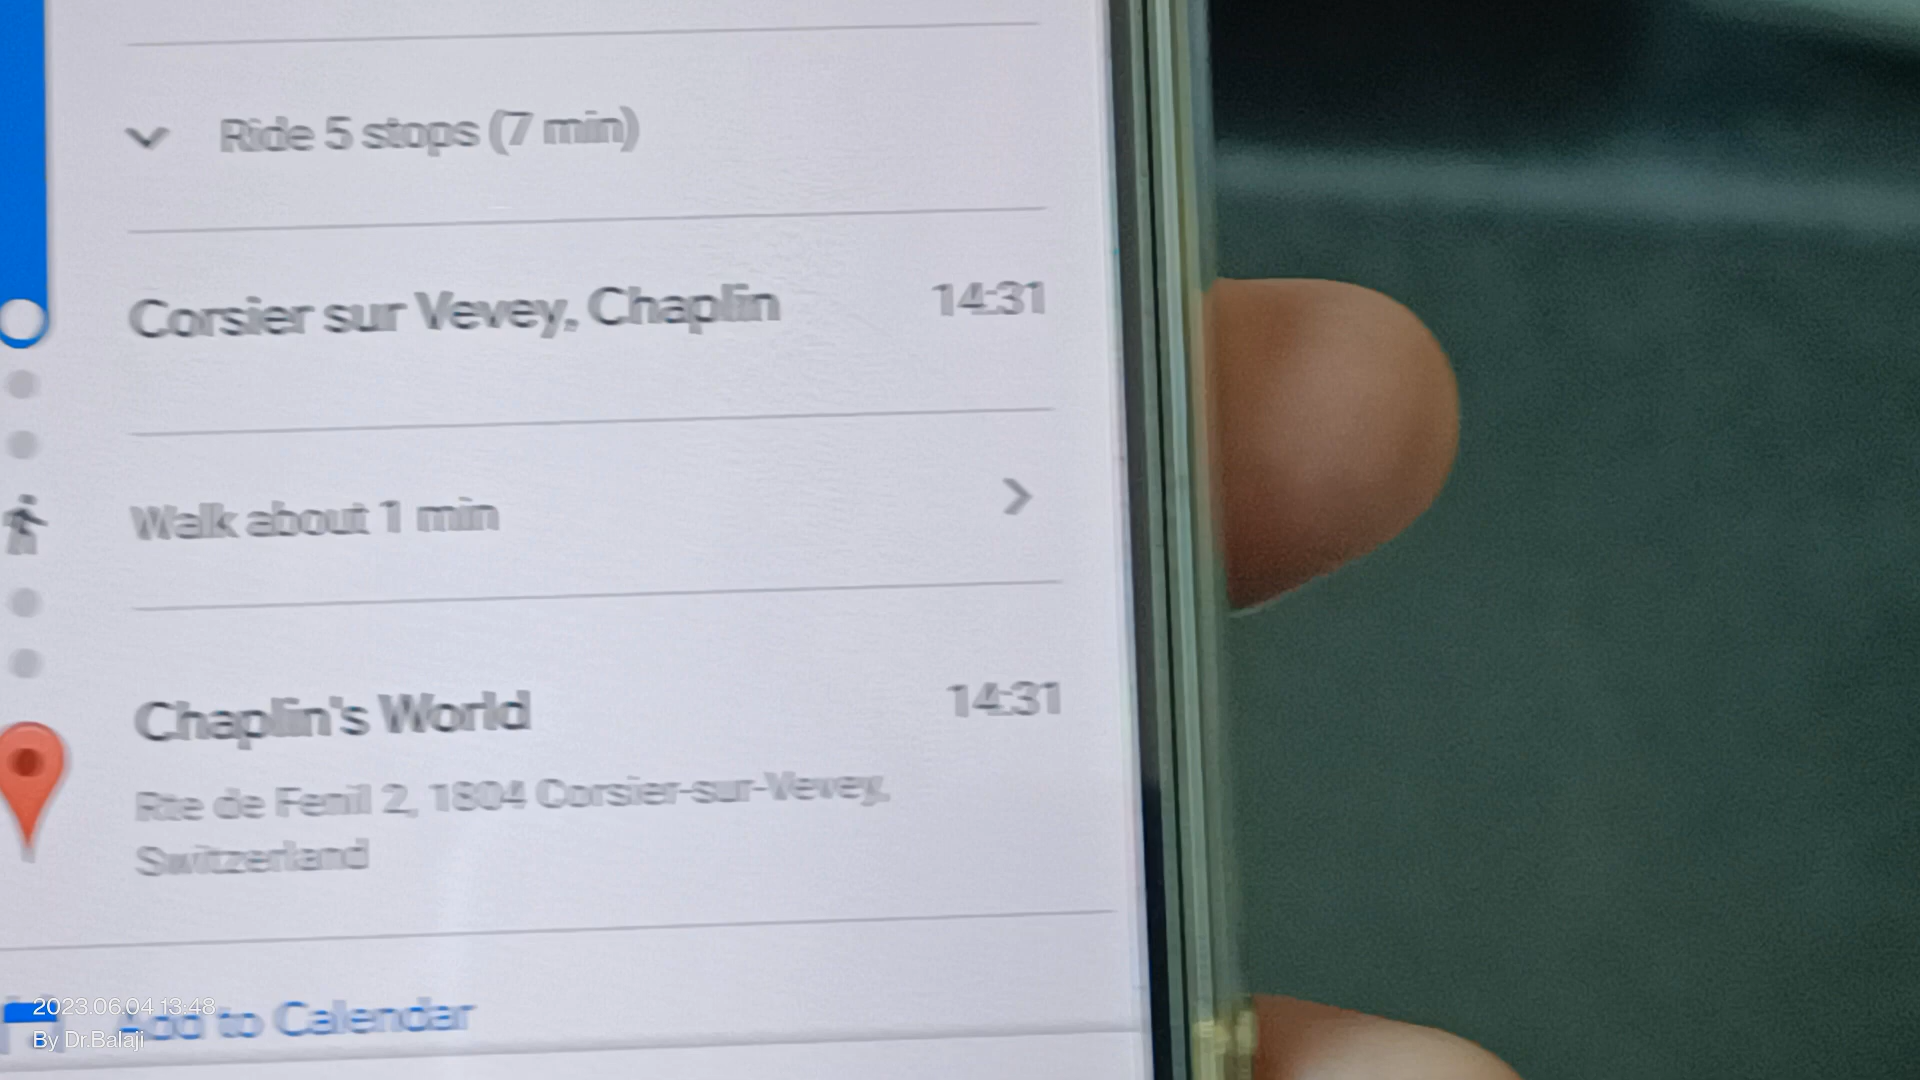 Ride 5 stops (7 min)
Corsier sur Vevey, Chaplin 14:31
Walk about 1 min
Chaplin's World 14:31
Rte de Fenil 2, 1804 Corsier-sur-Vevey,
Switzerland
Add to Calendar
2023.06.04 13:48
By Dr.Balaji